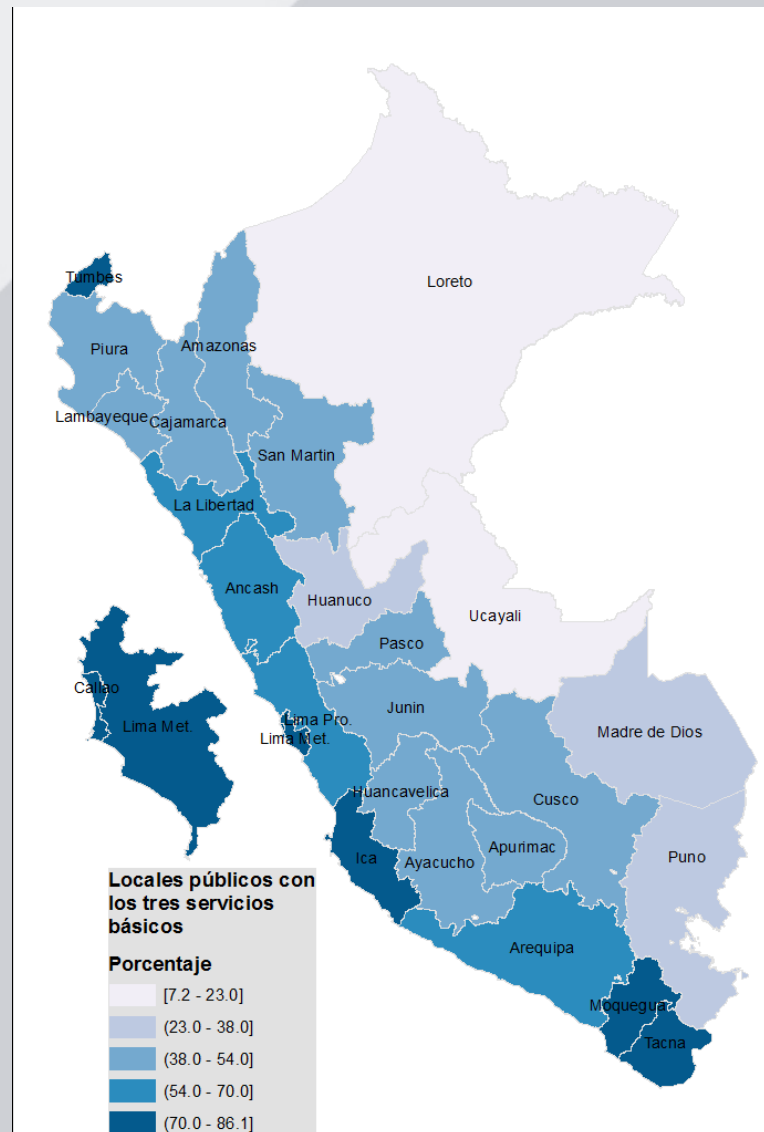 Loreto
Tumbes
Piura
Amazonas
Lambayeque
Cajamarca
San Martin
La Libertad
Ancash
Huanuco
Ucayali
Pasco
Callao
Lima Met.
Junin
Lima Pro.
Lima Met.
Madre de Dios
Huancavelica
Cusco
Ica
Ayacucho
Apurimac
Puno
Arequipa
Moquegua
Tacna
Locales públicos con
los tres servicios
básicos
Porcentaje
[7.2 - 23.0]
(23.0 - 38.0]
(38.0 - 54.0]
(54.0 - 70.0]
(70.0 - 86.1]